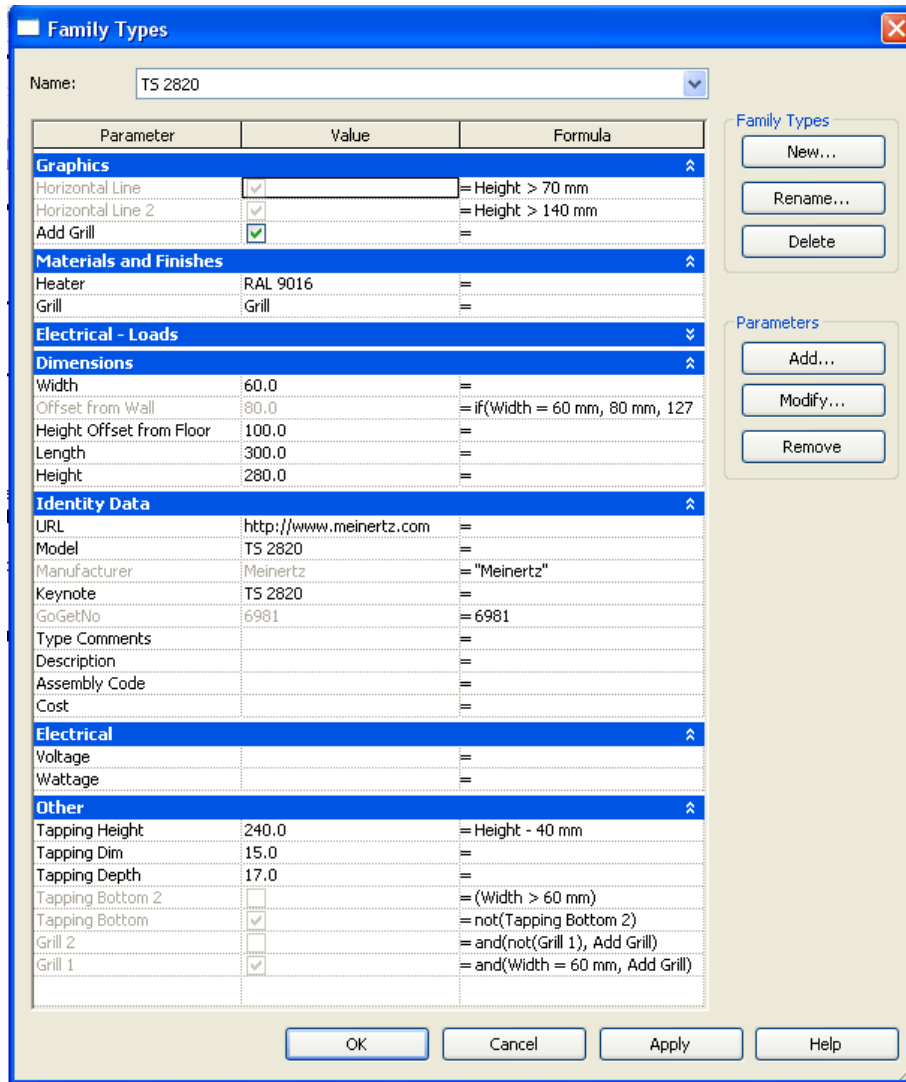 Family Types
Name: TS 2820
Parameter Value Formula
Graphics
Horizontal Line = Height > 70 mm
Horizontal Line 2 = Height > 140 mm
Add Grill =
Materials and Finishes
Heater RAL 9016 =
Grill Grill =
Electrical - Loads
Dimensions
Width 60.0 =
Offset from Wall 80.0 = if(Width = 60 mm, 80 mm, 127
Height Offset from Floor 100.0 =
Length 300.0 =
Height 280.0 =
Identity Data
URL http://www.meinertz.com =
Model TS 2820 =
Manufacturer Meinertz = "Meinertz"
Keynote TS 2820 =
GoGetNo 6981 = 6981
Type Comments =
Description =
Assembly Code =
Cost =
Electrical
Voltage =
Wattage =
Other
Tapping Height 240.0 = Height - 40 mm
Tapping Dim 15.0 =
Tapping Depth 17.0 =
Tapping Bottom 2 = (Width > 60 mm)
Tapping Bottom = not(Tapping Bottom 2)
Grill 2 = and(not(Grill 1), Add Grill)
Grill 1 = and(Width = 60 mm, Add Grill)
Family Types
New...
Rename...
Delete
Parameters
Add...
Modify...
Remove
OK Cancel Apply Help